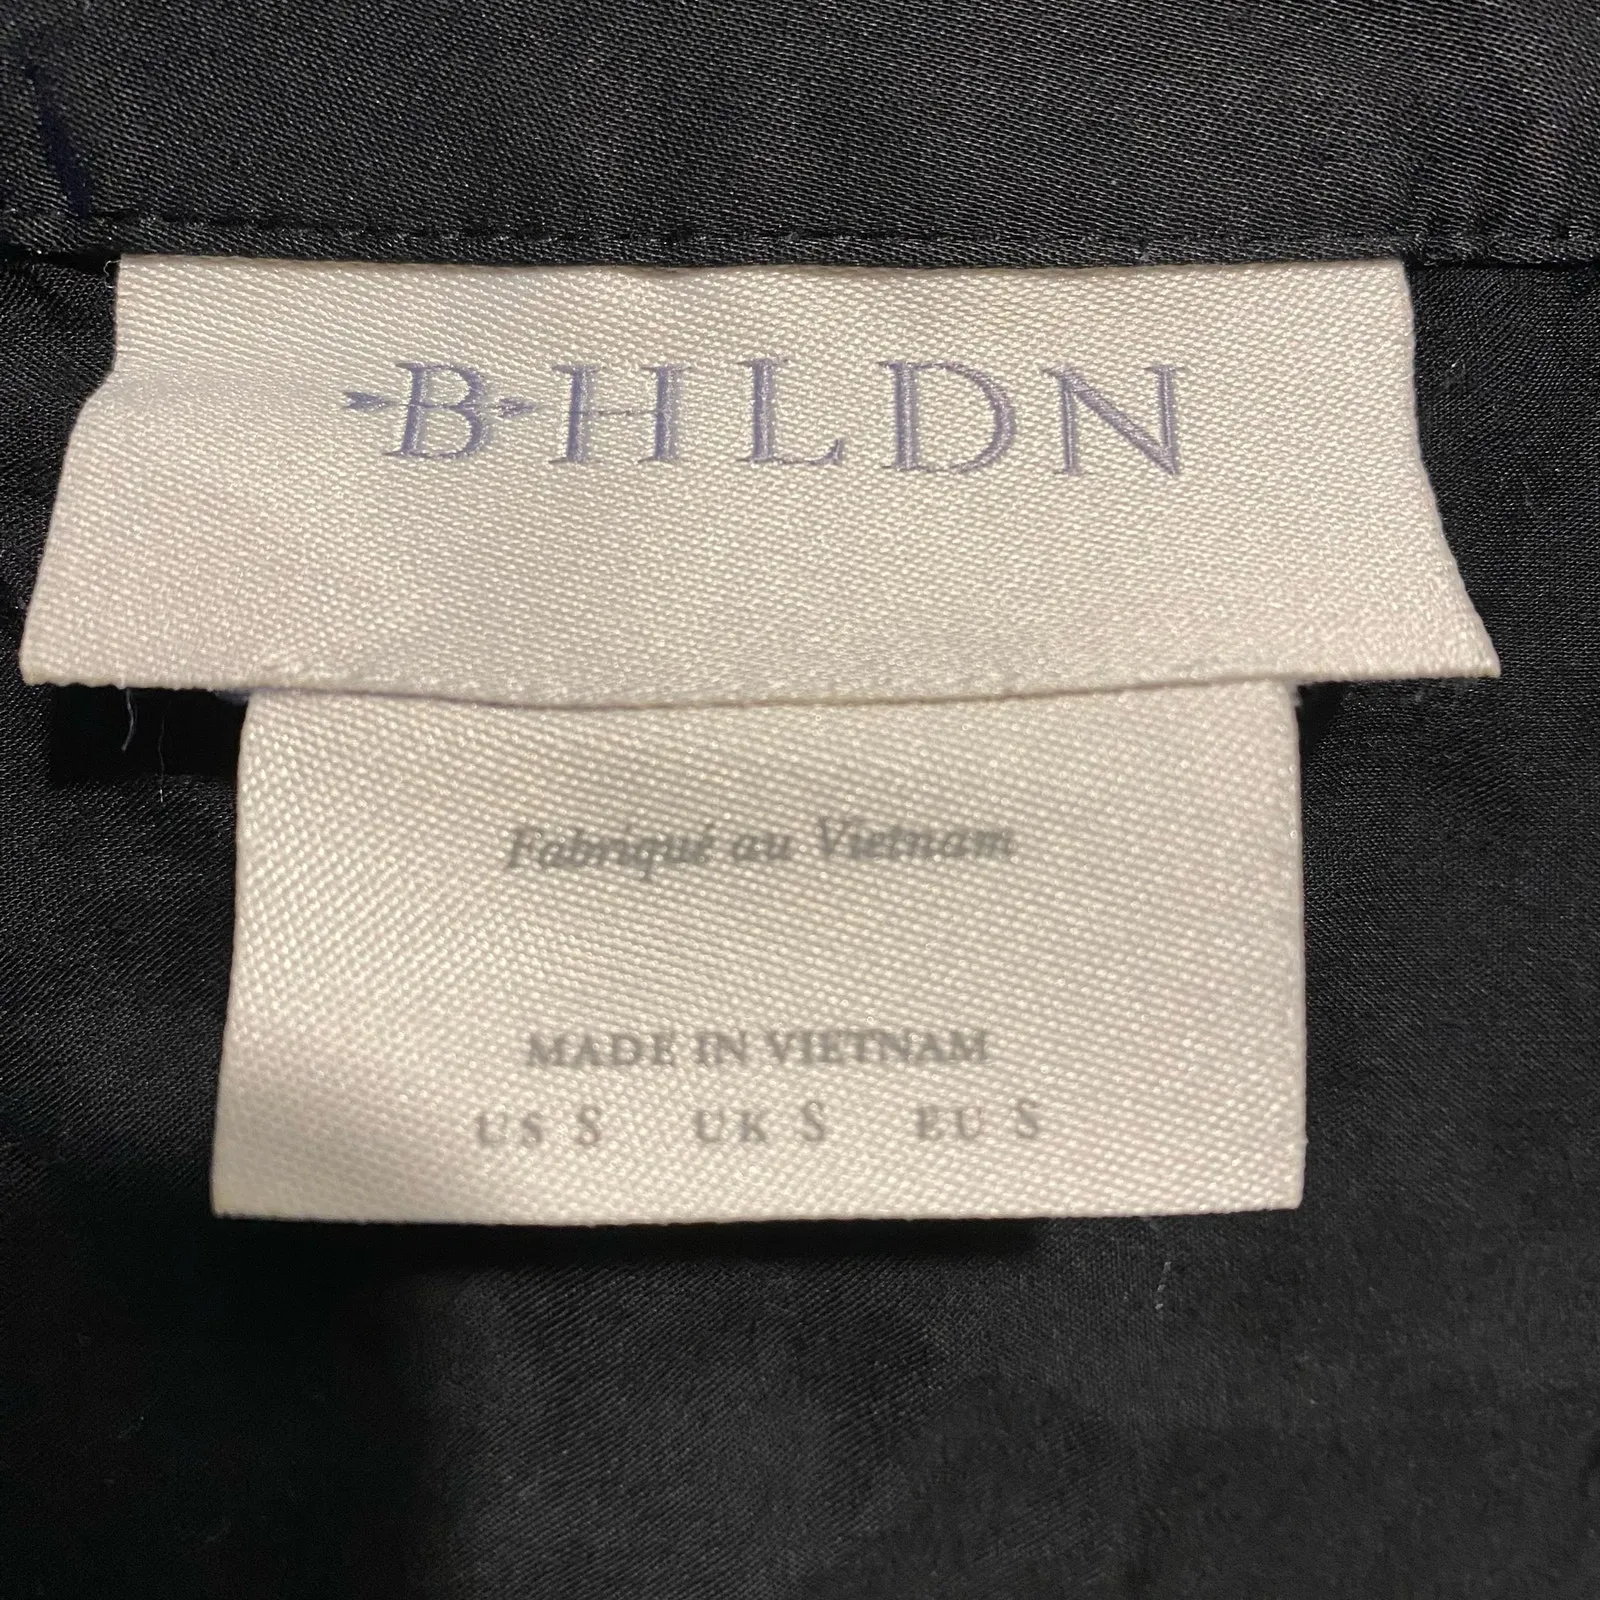 BHLDN
Fabriqué au Vietnam
MADE IN VIETNAM
US S UK S EU S